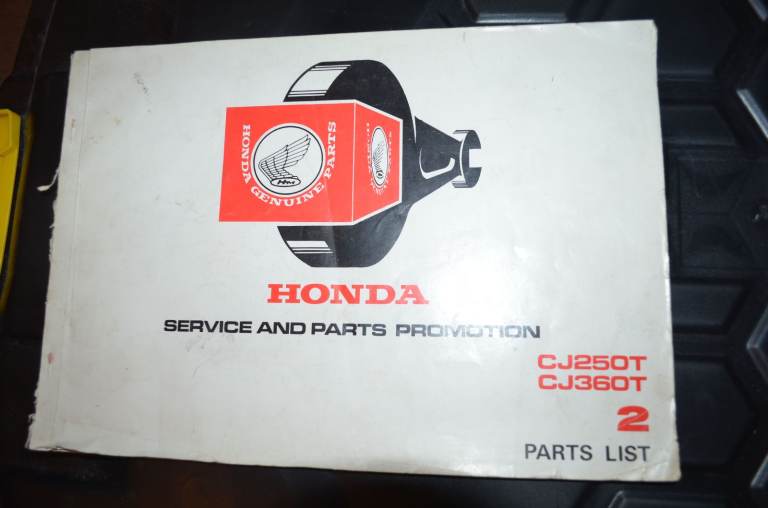 HONDA GENUINE PARTS
HONDA
SERVICE AND PARTS PROMOTION
CJ250T
CJ360T
2
PARTS LIST